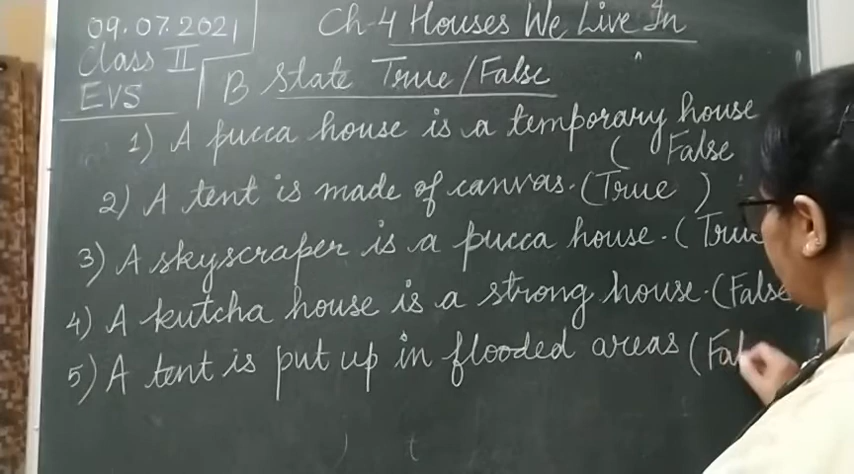 09.07.2021
Class II
EVS
Ch-4 Houses We Live In
B State True/False
1) A pucca house is a temporary house
( False
2) A tent is made of canvas. (True )
3) A skyscraper is a pucca house. (True
4) A kutcha house is a strong house. (False)
5) A tent is put up in flooded areas (Fal